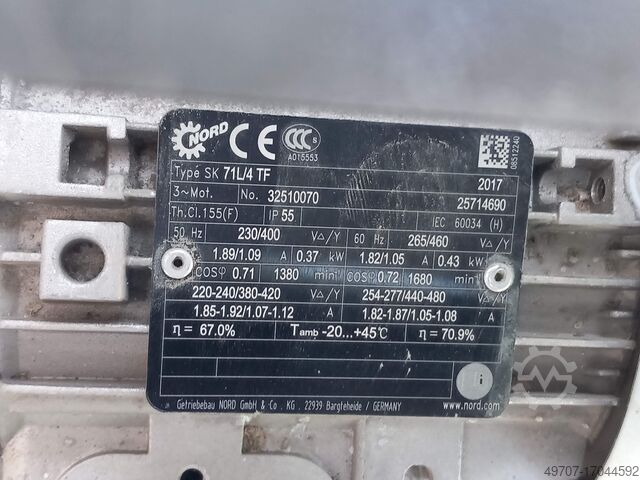 NORD CE CCC S
A015553
06512240
Type SK 71L/4 TF 2017
3~Mot. No. 32510070 25714690
Th.Cl.155(F) IP 55 IEC 60034 (H)
50 Hz 230/400 V△/Y 60 Hz 265/460 V△/Y
1.89/1.09 A 0.37 kW 1.82/1.05 A 0.43 kW
cosφ 0.71 1380 min cosφ 0.72 1680 min
220-240/380-420 V△/Y 254-277/440-480 V△/Y
1.85-1.92/1.07-1.12 A 1.82-1.87/1.05-1.08 A
η = 67.0% Tamb -20...+45℃ η = 70.9%
Getriebebau NORD GmbH & Co. KG . 22939 Bargteheide / GERMANY www.nord.com
49707-17044592